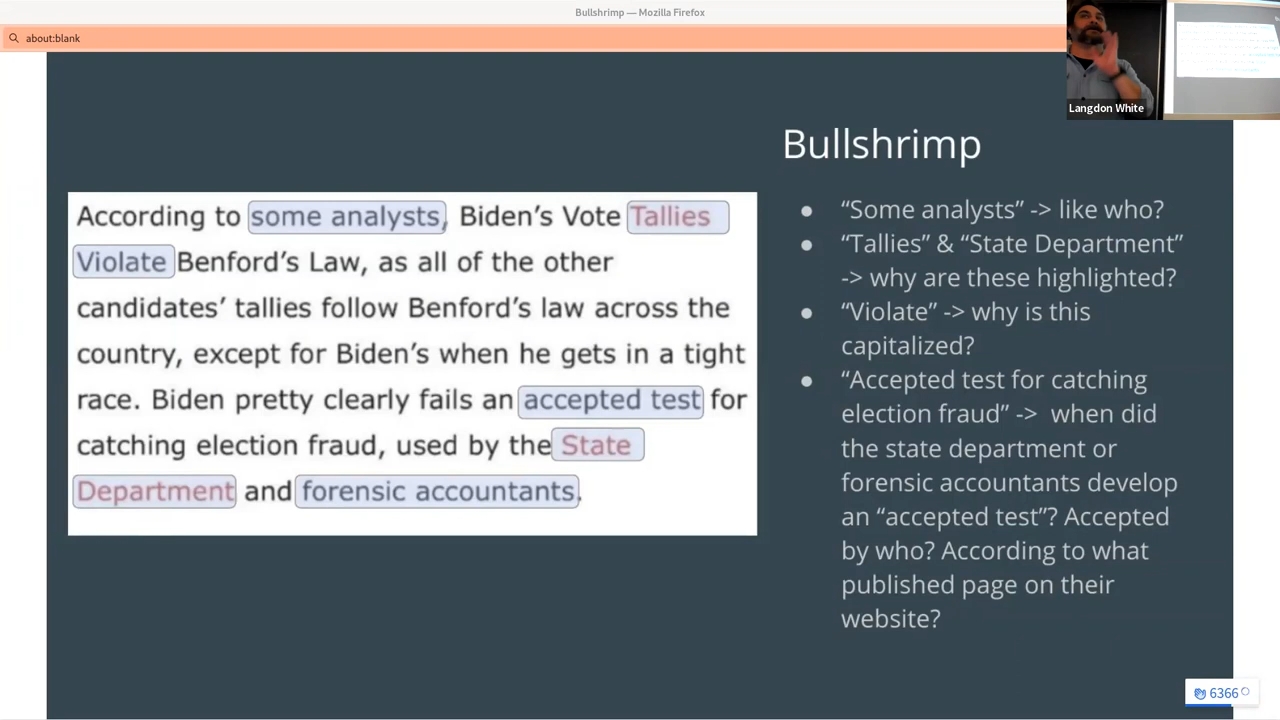 Bullshrimp — Mozilla Firefox
about:blank
Langdon White
Bullshrimp
According to some analysts, Biden's Vote Tallies
Violate Benford's Law, as all of the other
candidates' tallies follow Benford's law across the
country, except for Biden's when he gets in a tight
race. Biden pretty clearly fails an accepted test for
catching election fraud, used by the State
Department and forensic accountants.
● “Some analysts” -> like who?
● “Tallies” & “State Department”
-> why are these highlighted?
● “Violate” -> why is this
capitalized?
● “Accepted test for catching
election fraud” -> when did
the state department or
forensic accountants develop
an “accepted test”? Accepted
by who? According to what
published page on their
website?
6366